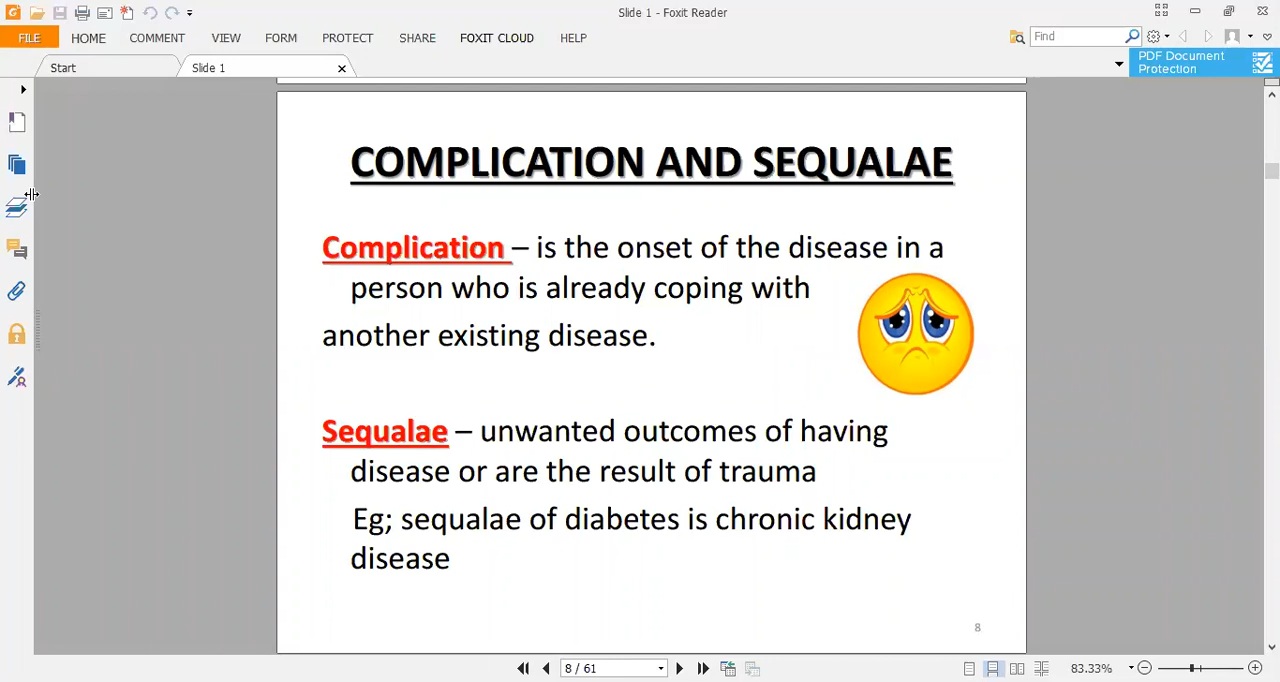 Slide 1 - Foxit Reader
FILE HOME COMMENT VIEW FORM PROTECT SHARE FOXIT CLOUD HELP
Find
Start
Slide 1
PDF Document
Protection
COMPLICATION AND SEQUALAE
Complication – is the onset of the disease in a
person who is already coping with
another existing disease.
Sequalae – unwanted outcomes of having
disease or are the result of trauma
Eg; sequalae of diabetes is chronic kidney
disease
8
8 / 61
83.33%